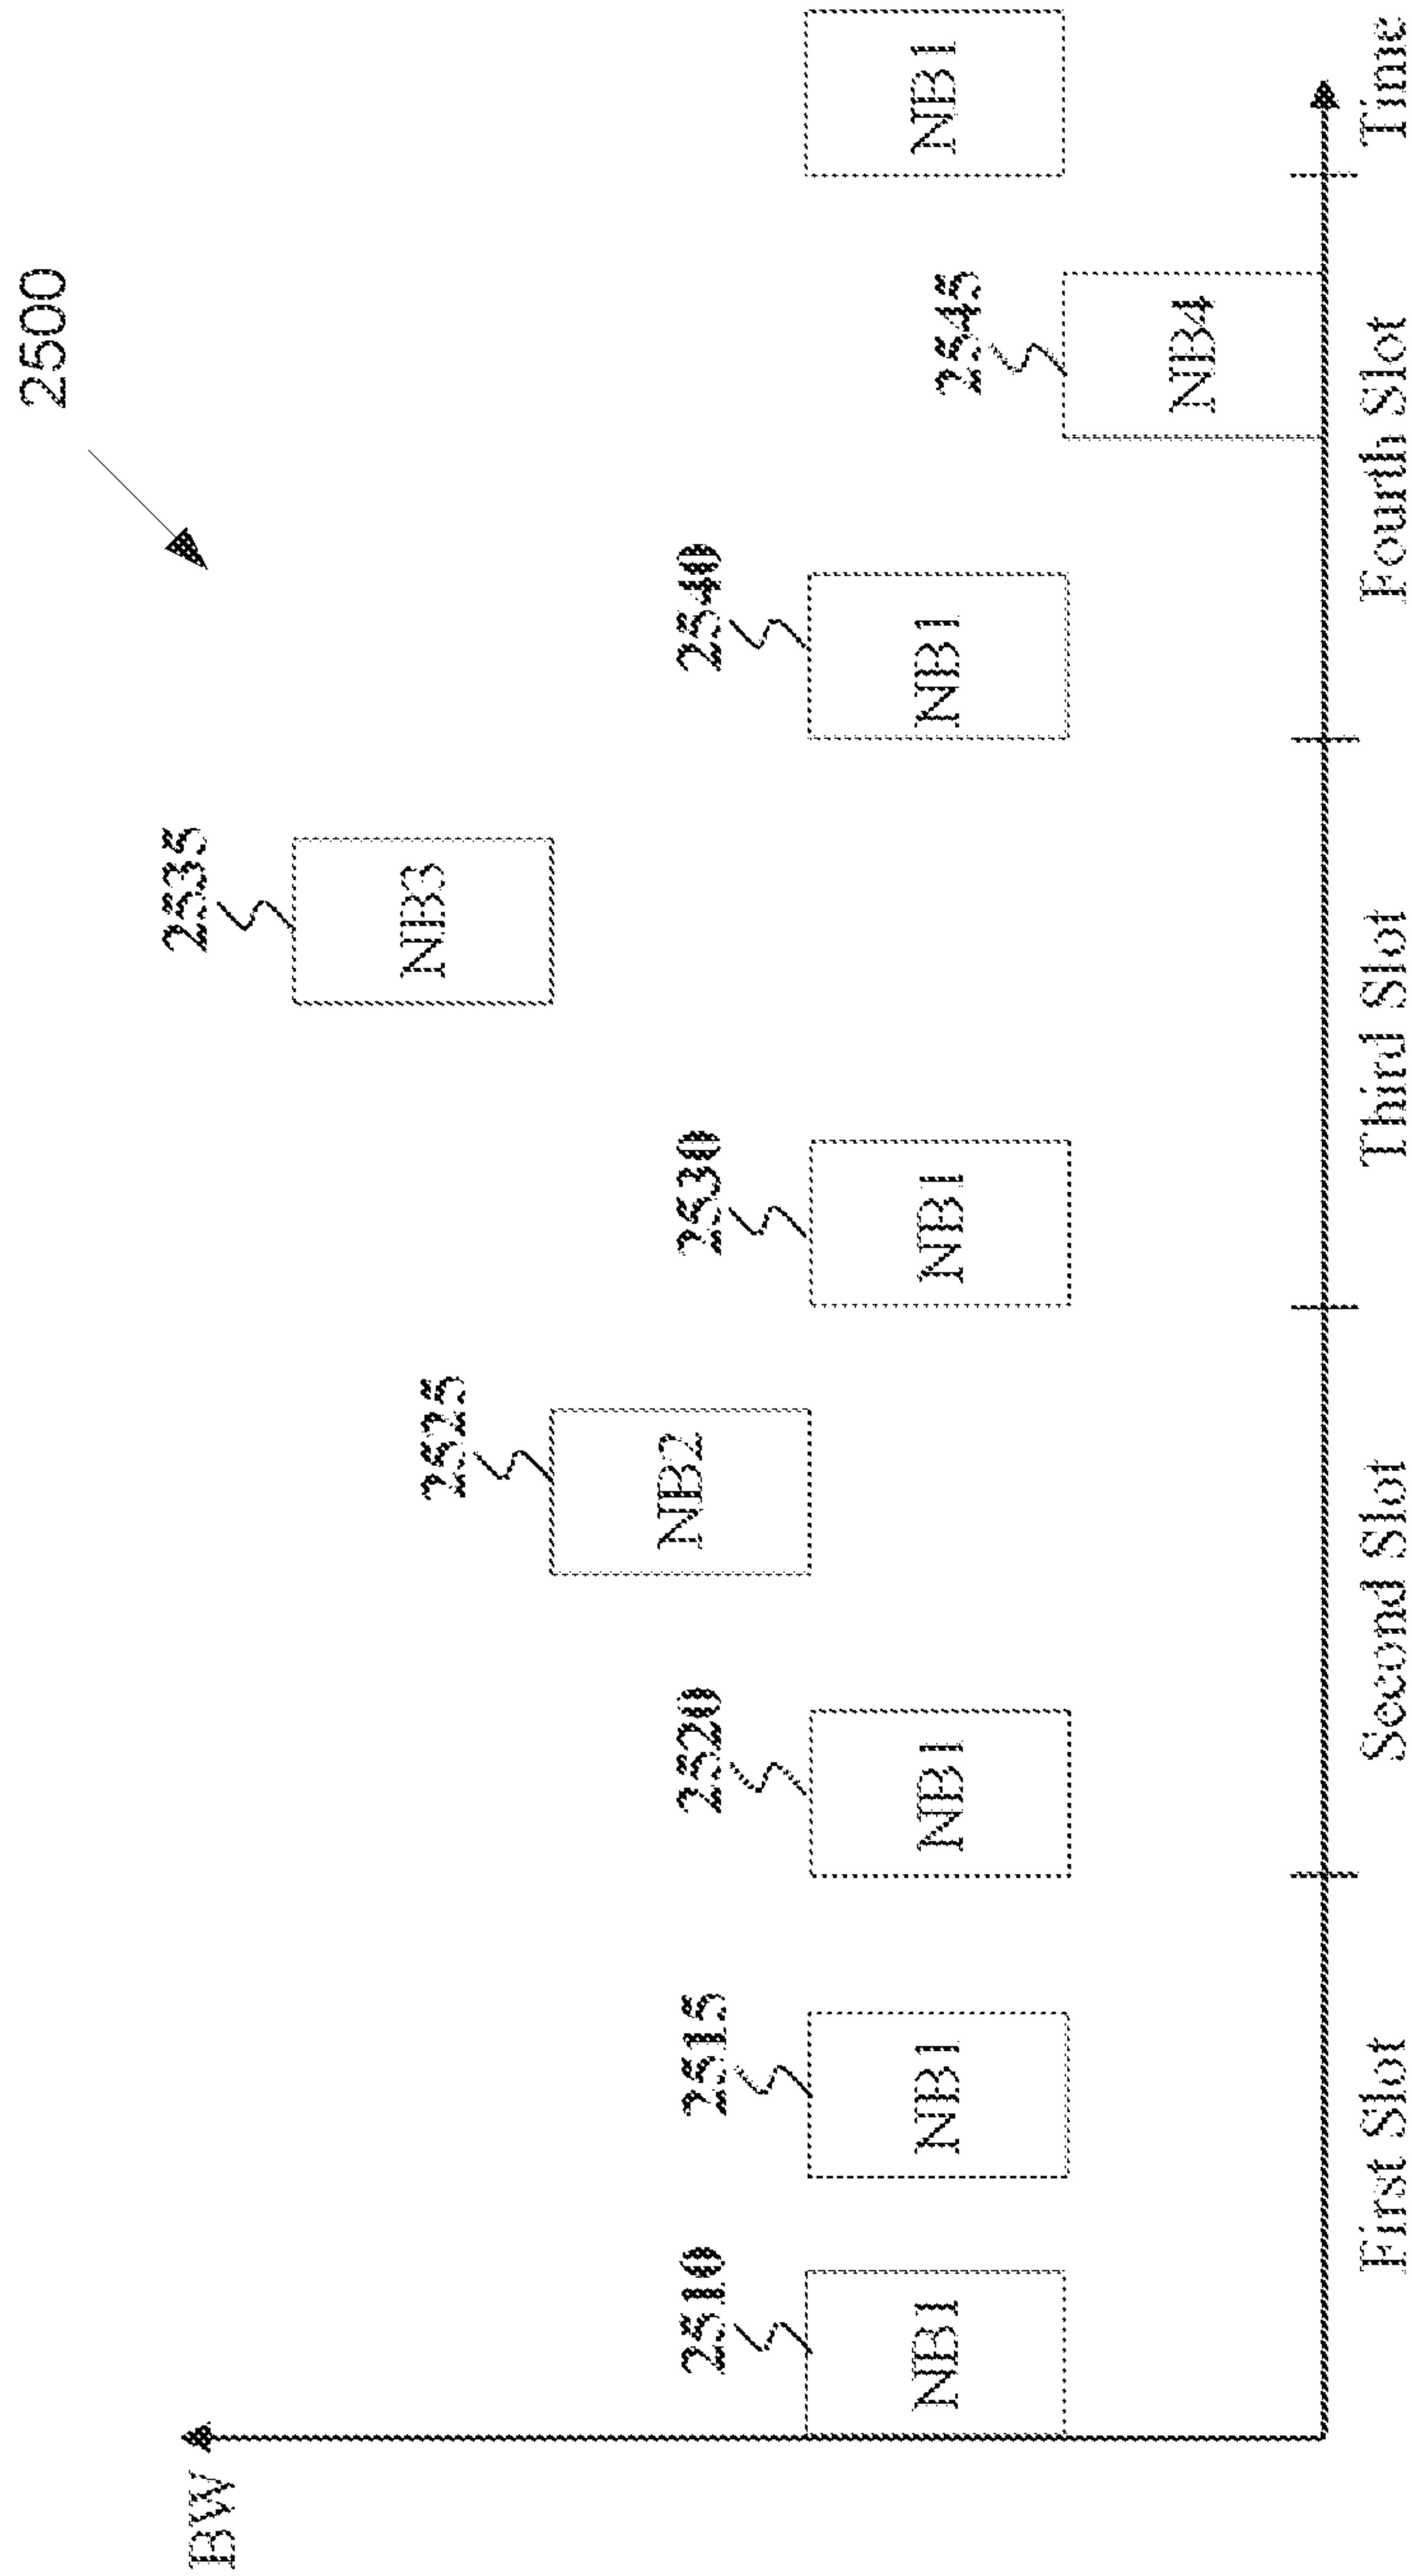 2500
BW
2535
NB3
2525
NB2
2510
2515
2520
2530
2540
NB1
NB1
NB1
NB1
NB1
NB1
2545
NB4
First Slot
Second Slot
Third Slot
Fourth Slot
Time